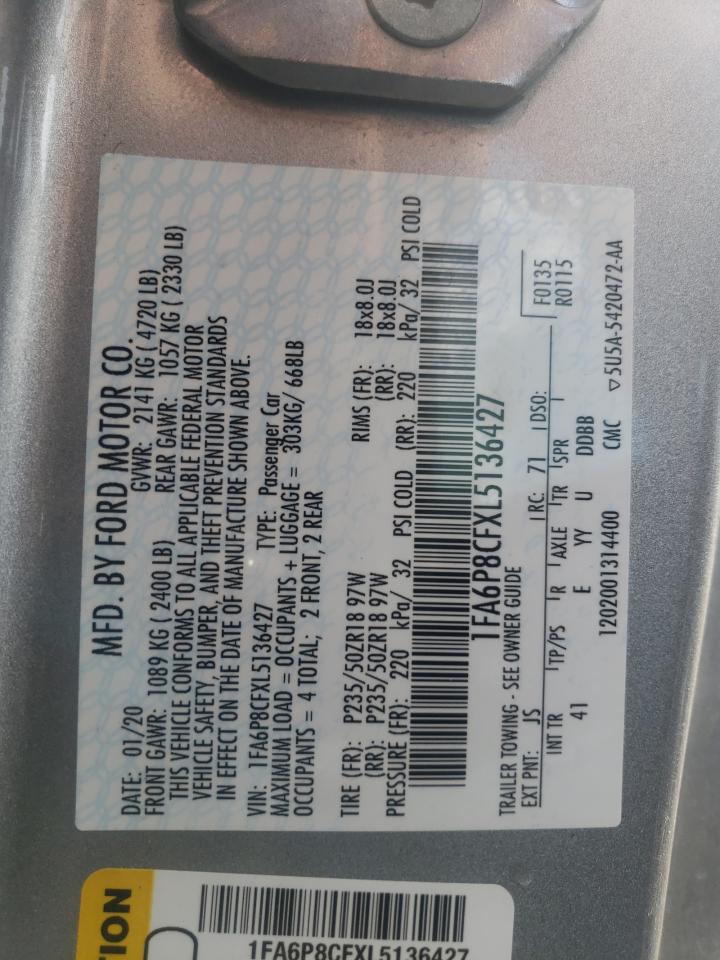 MFD. BY FORD MOTOR CO.
DATE: 01/20 GVWR: 2141 KG ( 4720 LB)
FRONT GAWR: 1089 KG ( 2400 LB) REAR GAWR: 1057 KG ( 2330 LB)
THIS VEHICLE CONFORMS TO ALL APPLICABLE FEDERAL MOTOR
VEHICLE SAFETY, BUMPER, AND THEFT PREVENTION STANDARDS
IN EFFECT ON THE DATE OF MANUFACTURE SHOWN ABOVE.
VIN: 1FA6P8CFXL5136427 TYPE: Passenger Car
MAXIMUM LOAD = OCCUPANTS + LUGGAGE = 303KG/ 668LB
OCCUPANTS = 4 TOTAL; 2 FRONT, 2 REAR
TIRE (FR): P235/50ZR18 97W RIMS (FR): 18x8.0J
(RR): P235/50ZR18 97W (RR): 18x8.0J
PRESSURE (FR): 220 kPa/ 32 PSI COLD (RR): 220 kPa/ 32 PSI COLD
1FA6P8CFXL5136427
TRAILER TOWING - SEE OWNER GUIDE F0135
EXT PNT: JS RC: 71 DSO: R0115
INT TR TP/PS R AXLE TR SPR
41 E YY U DDBB
1202001314400 CMC ▽5U5A-5420472-AA
TION
1FA6P8CFXL5136427